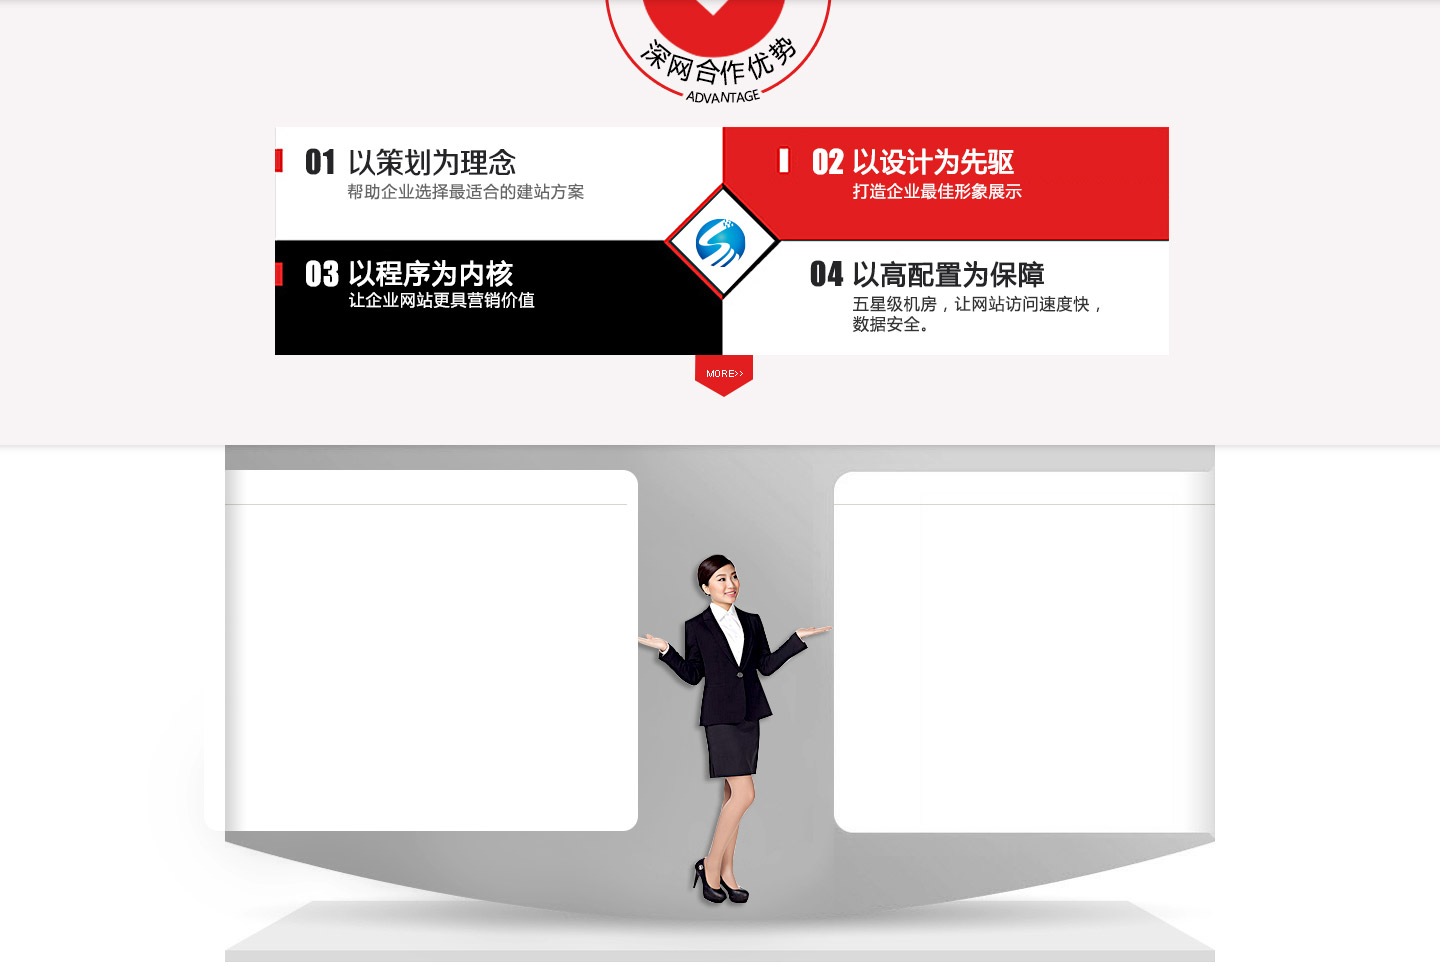 深网合作优势
ADVANTAGE
01 以策划为理念
帮助企业选择最适合的建站方案
02 以设计为先驱
打造企业最佳形象展示
03 以程序为内核
让企业网站更具营销价值
04 以高配置为保障
五星级机房，让网站访问速度快，
数据安全。
MORE>>